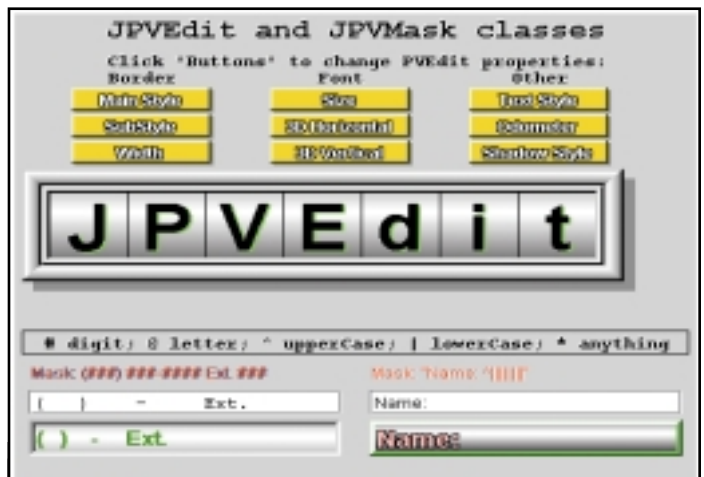 JPVEdit and JPVMask classes
Click 'Buttons' to change PVEdit properties:
Border Font Other
Main Style Size Text Style
SubStyle 3D Horizontal Odometer
Width 3D Vertical Shadow Style
JPVEdit
# digit; @ letter; ^ upperCase; | lowerCase; * anything
Mask: (###) ###-#### Ext. ### Mask: "Name: ^|||||"
( ) - Ext. Name:
( ) - Ext. Name: